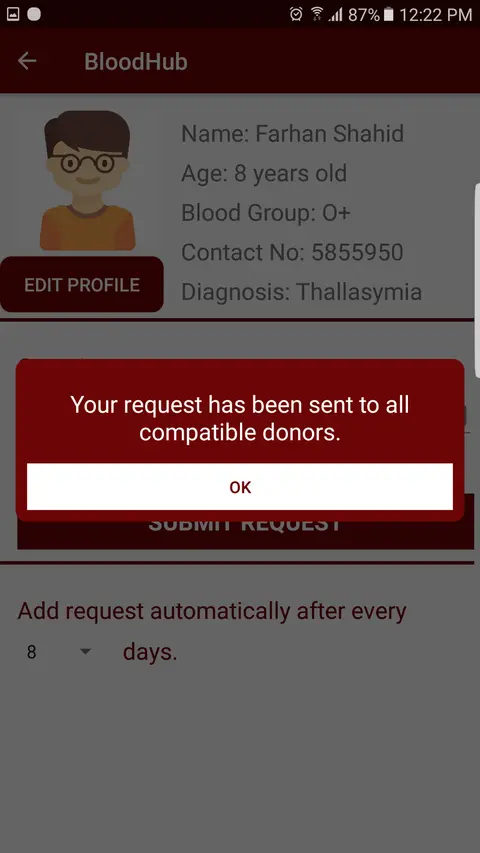 87% 12:22 PM
BloodHub
Name: Farhan Shahid
Age: 8 years old
Blood Group: O+
Contact No: 5855950
EDIT PROFILE
Diagnosis: Thallasymia
Your request has been sent to all
compatible donors.
OK
SUBMIT REQUEST
Add request automatically after every
8 days.